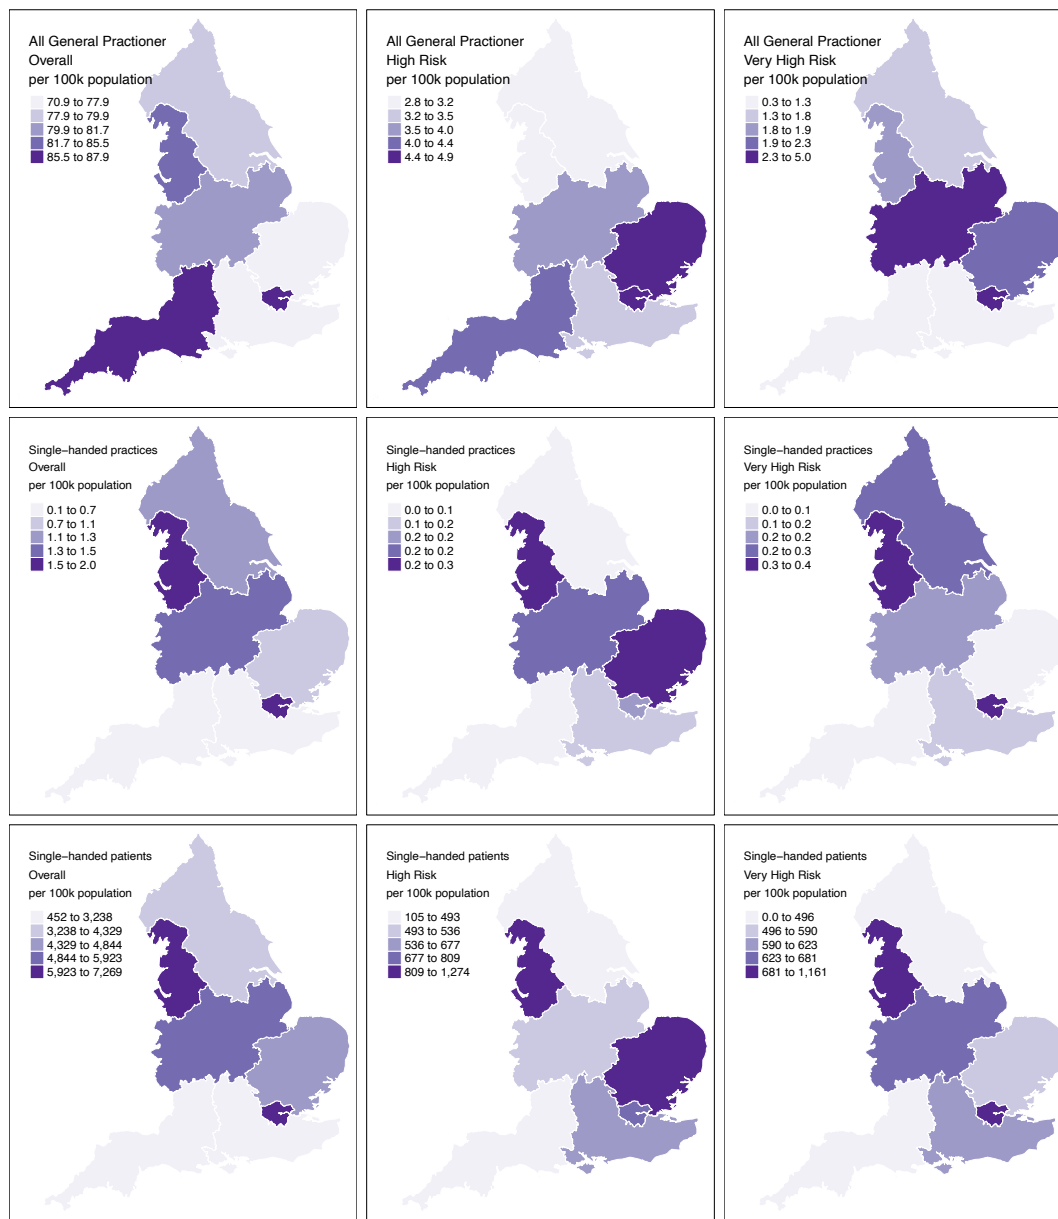 All General Practioner
Overall
per 100k population
70.9 to 77.9
77.9 to 79.9
79.9 to 81.7
81.7 to 85.5
85.5 to 87.9
All General Practioner
High Risk
per 100k population
2.8 to 3.2
3.2 to 3.5
3.5 to 4.0
4.0 to 4.4
4.4 to 4.9
All General Practioner
Very High Risk
per 100k population
0.3 to 1.3
1.3 to 1.8
1.8 to 1.9
1.9 to 2.3
2.3 to 5.0
Single−handed practices
Overall
per 100k population
0.1 to 0.7
0.7 to 1.1
1.1 to 1.3
1.3 to 1.5
1.5 to 2.0
Single−handed practices
High Risk
per 100k population
0.0 to 0.1
0.1 to 0.2
0.2 to 0.2
0.2 to 0.2
0.2 to 0.3
Single−handed practices
Very High Risk
per 100k population
0.0 to 0.1
0.1 to 0.2
0.2 to 0.2
0.2 to 0.3
0.3 to 0.4
Single−handed patients
Overall
per 100k population
452 to 3,238
3,238 to 4,329
4,329 to 4,844
4,844 to 5,923
5,923 to 7,269
Single−handed patients
High Risk
per 100k population
105 to 493
493 to 536
536 to 677
677 to 809
809 to 1,274
Single−handed patients
Very High Risk
per 100k population
0.0 to 496
496 to 590
590 to 623
623 to 681
681 to 1,161